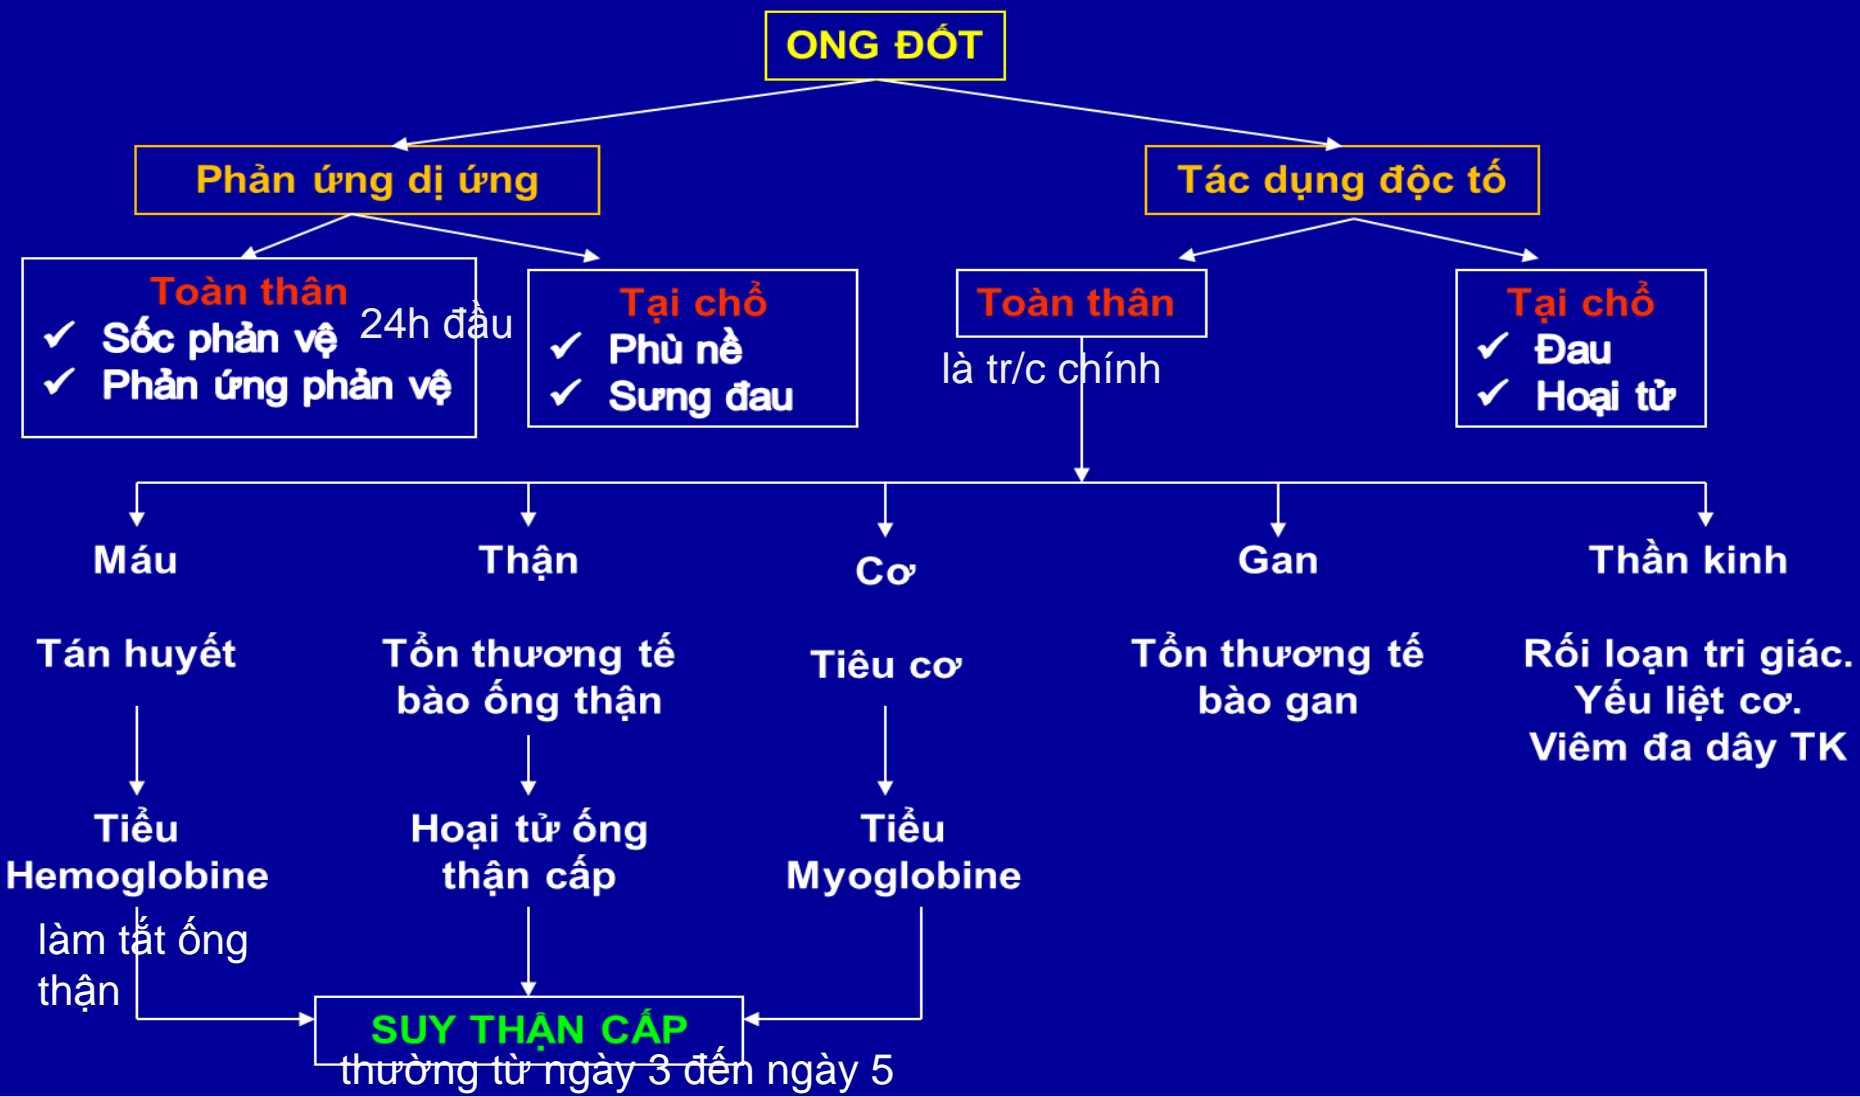 ONG ĐỐT
Phản ứng dị ứng
Tác dụng độc tố
Toàn thân
✓ Sốc phản vệ
24h đầu
✓ Phản ứng phản vệ
Tại chổ
✓ Phù nề
✓ Sưng đau
Toàn thân
là tr/c chính
Tại chổ
✓ Đau
✓ Hoại tử
Máu
Thận
Cơ
Gan
Thần kinh
Tán huyết
Tổn thương tế
bào ống thận
Tiêu cơ
Tổn thương tế
bào gan
Rối loạn tri giác.
Yếu liệt cơ.
Viêm đa dây TK
Tiểu
Hemoglobine
Hoại tử ống
thận cấp
Tiểu
Myoglobine
làm tắt ống
thận
SUY THẬN CẤP
thường từ ngày 3 đến ngày 5